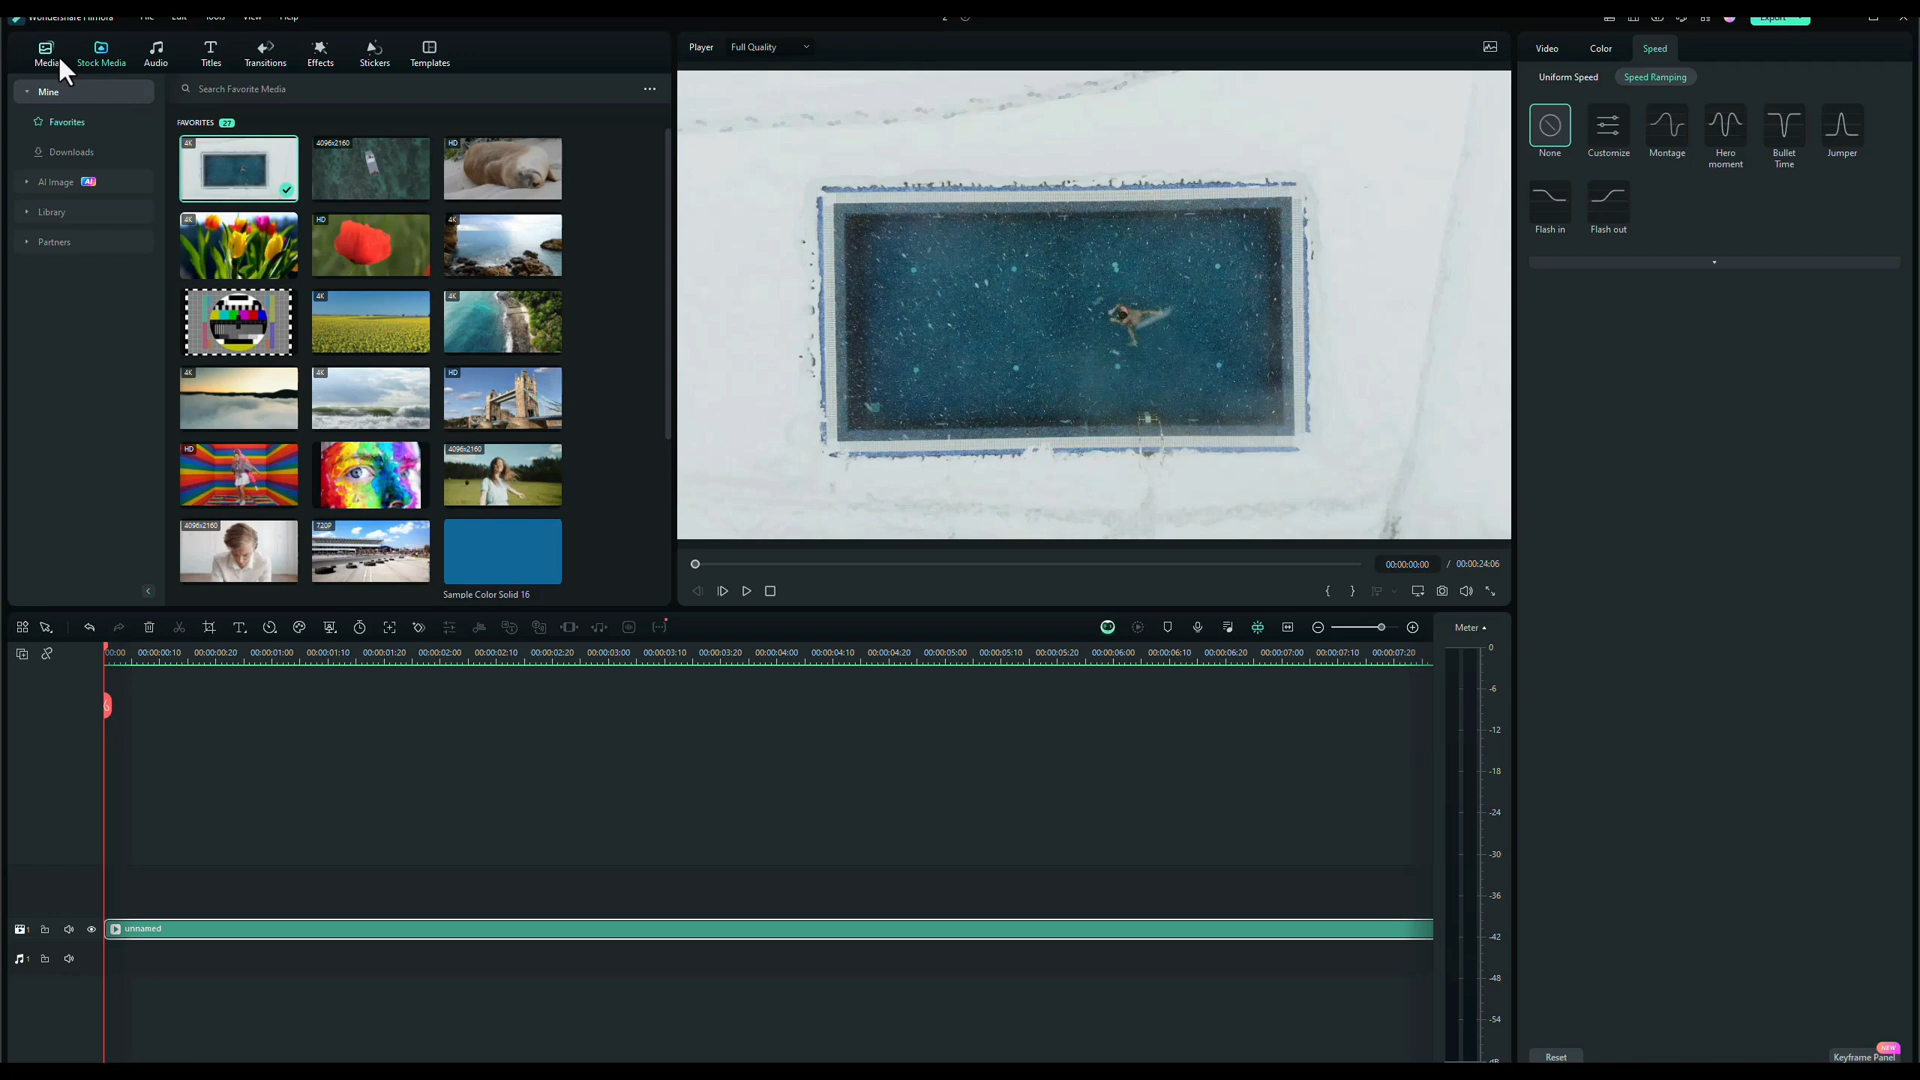 Wondershare Filmora File Edit Tools View Help 2 Export
Media Stock Media Audio Titles Transitions Effects Stickers Templates
Mine
Favorites
Downloads
AI Image AI
Library
Partners
Search Favorite Media
FAVORITES 27
4K 4096x2160 HD
4K HD 4K
4K 4K
4K 4K HD
HD 4096x2160
4096x2160 720P
Sample Color Solid 16
Player Full Quality
00:00:00:00 / 00:00:24:06
Video Color Speed
Uniform Speed Speed Ramping
None Customize Montage Hero moment Bullet Time Jumper
Flash in Flash out
Meter
00:00 00:00:00:10 00:00:00:20 00:00:01:00 00:00:01:10 00:00:01:20 00:00:02:00 00:00:02:10 00:00:02:20 00:00:03:00 00:00:03:10 00:00:03:20 00:00:04:00 00:00:04:10 00:00:04:20 00:00:05:00 00:00:05:10 00:00:05:20 00:00:06:00 00:00:06:10 00:00:06:20 00:00:07:00 00:00:07:10 00:00:07:20
0
-6
-12
-18
-24
-30
-36
-42
-48
-54
dB
1 unnamed
1
Reset NEW Keyframe Panel